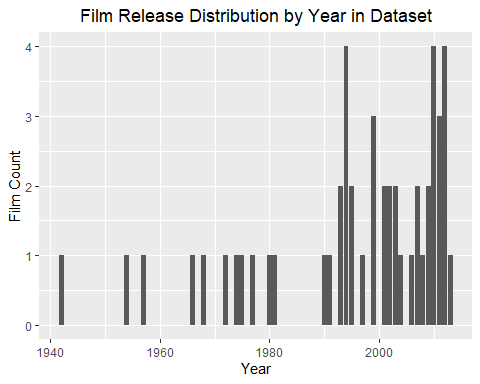 Film Release Distribution by Year in Dataset
Film Count
4
3
2
1
0
1940 1960 1980 2000
Year